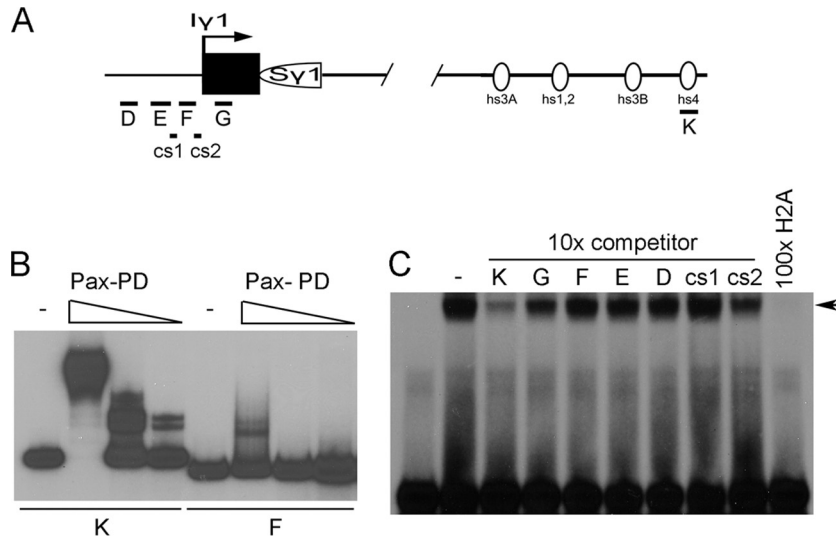 A
Iγ1
Sγ1
hs3A hs1,2 hs3B hs4
D E F G
K
cs1 cs2
B
Pax-PD Pax- PD
- -
K F
C
10x competitor
100x H2A
- K G F E D cs1 cs2